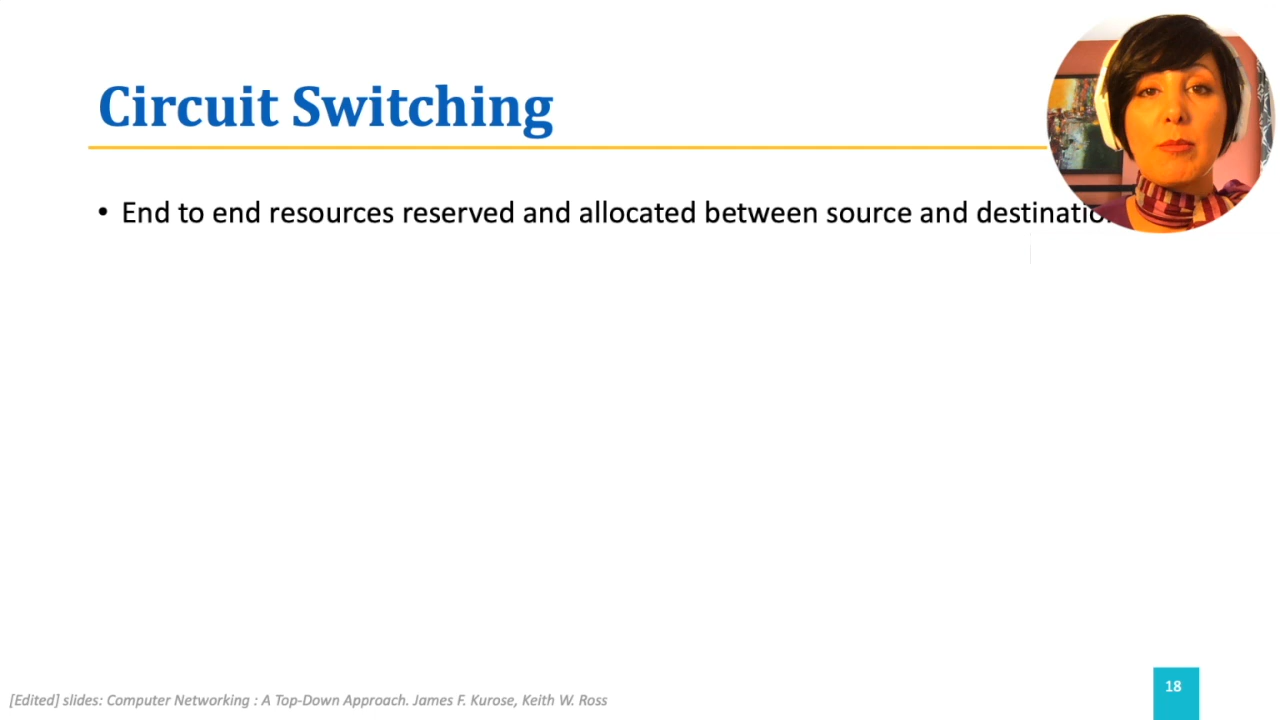 Circuit Switching
• End to end resources reserved and allocated between source and destination
18
[Edited] slides: Computer Networking : A Top-Down Approach. James F. Kurose, Keith W. Ross